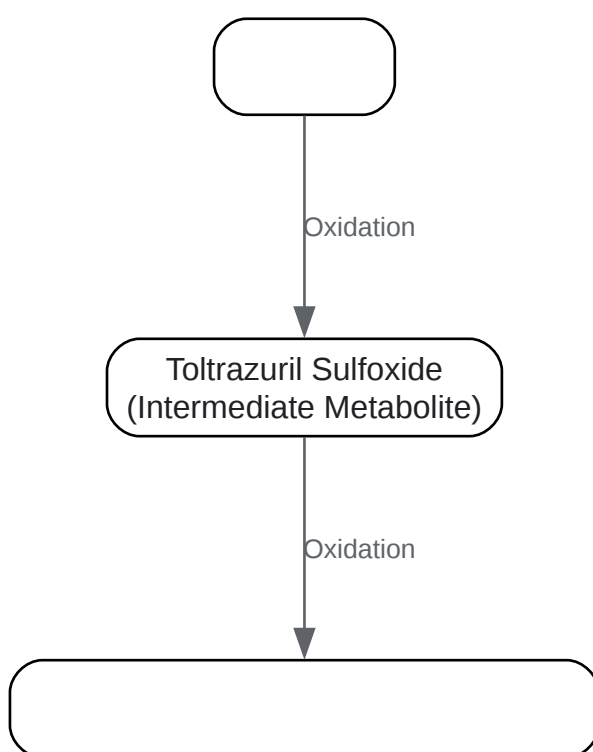 Oxidation
Toltrazuril Sulfoxide
(Intermediate Metabolite)
Oxidation